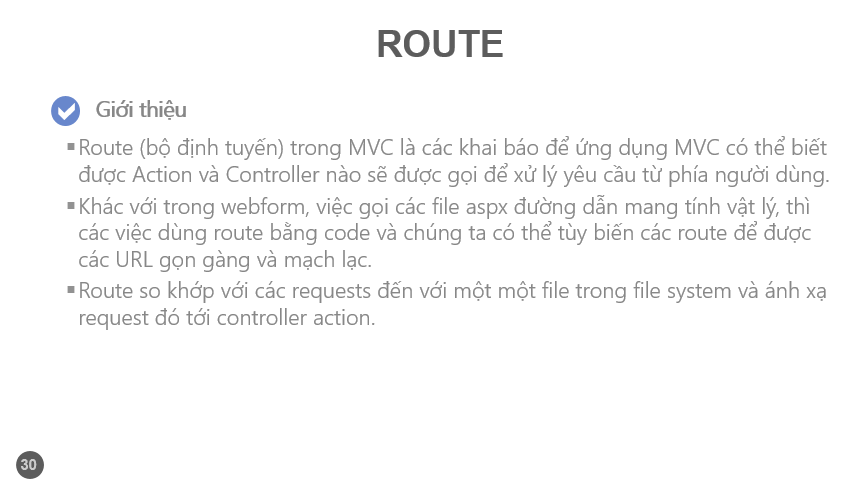 ROUTE
Giới thiệu
▪Route (bộ định tuyến) trong MVC là các khai báo để ứng dụng MVC có thể biết
được Action và Controller nào sẽ được gọi để xử lý yêu cầu từ phía người dùng.
▪Khác với trong webform, việc gọi các file aspx đường dẫn mang tính vật lý, thì
các việc dùng route bằng code và chúng ta có thể tùy biến các route để được
các URL gọn gàng và mạch lạc.
▪Route so khớp với các requests đến với một một file trong file system và ánh xạ
request đó tới controller action.
30